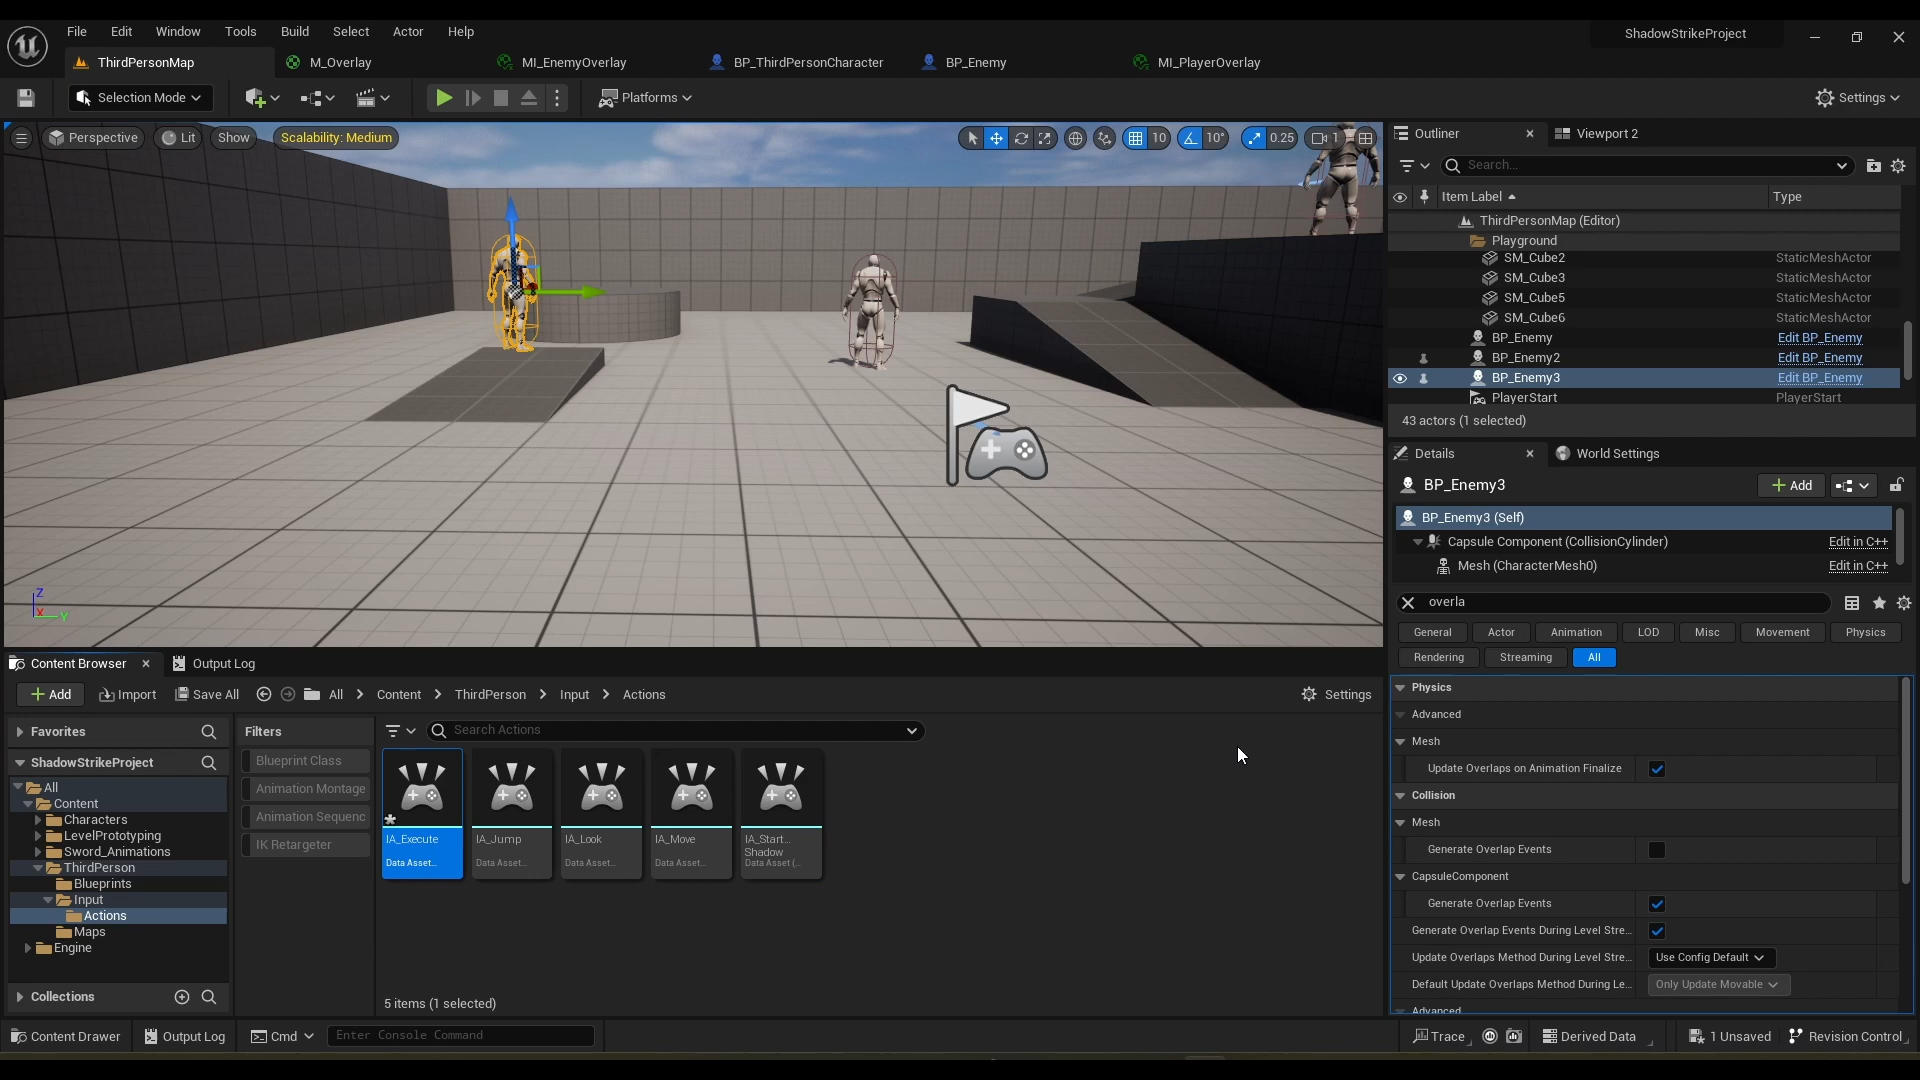 File Edit Window Tools Build Select Actor Help
ShadowStrikeProject
ThirdPersonMap M_Overlay MI_EnemyOverlay BP_ThirdPersonCharacter BP_Enemy MI_PlayerOverlay
Selection Mode Platforms Settings
Perspective Lit Show Scalability: Medium 10 10° 0.25 1
Z
X Y
Outliner Viewport 2
Search...
Item Label Type
ThirdPersonMap (Editor)
Playground
SM_Cube2 StaticMeshActor
SM_Cube3 StaticMeshActor
SM_Cube5 StaticMeshActor
SM_Cube6 StaticMeshActor
BP_Enemy Edit BP_Enemy
BP_Enemy2 Edit BP_Enemy
BP_Enemy3 Edit BP_Enemy
PlayerStart PlayerStart
43 actors (1 selected)
Details World Settings
BP_Enemy3 Add
BP_Enemy3 (Self)
Capsule Component (CollisionCylinder) Edit in C++
Mesh (CharacterMesh0) Edit in C++
overla
General Actor Animation LOD Misc Movement Physics
Rendering Streaming All
Physics
Advanced
Mesh
Update Overlaps on Animation Finalize
Collision
Mesh
Generate Overlap Events
CapsuleComponent
Generate Overlap Events
Generate Overlap Events During Level Stre...
Update Overlaps Method During Level Stre... Use Config Default
Default Update Overlaps Method During Le... Only Update Movable
Advanced
Content Browser Output Log
Add Import Save All All Content ThirdPerson Input Actions Settings
Favorites
ShadowStrikeProject
All
Content
Characters
LevelPrototyping
Sword_Animations
ThirdPerson
Blueprints
Input
Actions
Maps
Engine
Collections
Filters
Blueprint Class
Animation Montage
Animation Sequenc
IK Retargeter
Search Actions
IA_Execute
Data Asset...
IA_Jump
Data Asset...
IA_Look
Data Asset...
IA_Move
Data Asset...
IA_Start...
Shadow
Data Asset (...
5 items (1 selected)
Content Drawer Output Log Cmd Enter Console Command Trace Derived Data 1 Unsaved Revision Control